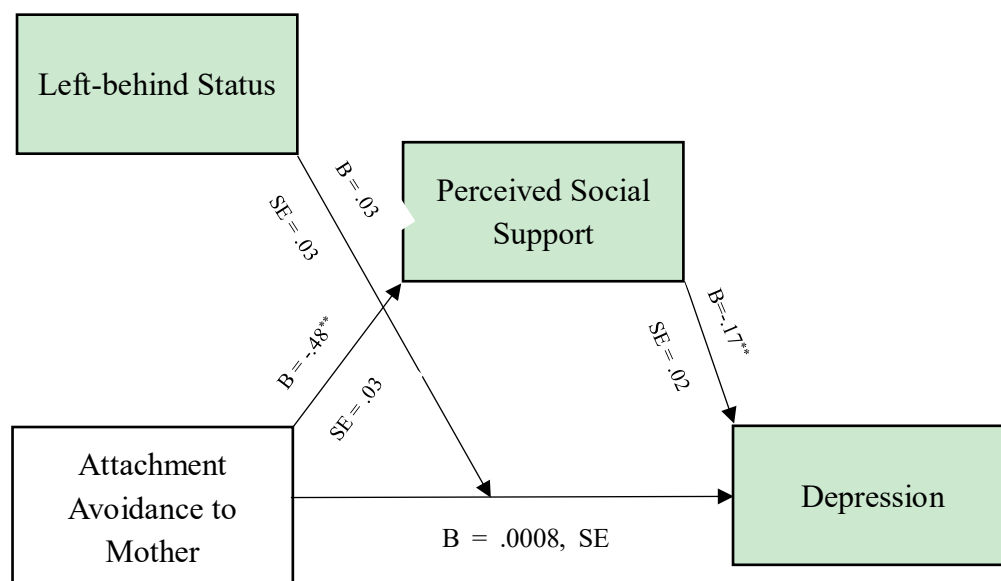 Left-behind Status
B = .03
SE = .03
Perceived Social
Support
B = -.48**
SE = .03
B=-.17**
SE = .02
Attachment
Avoidance to
Mother
B = .0008, SE
Depression